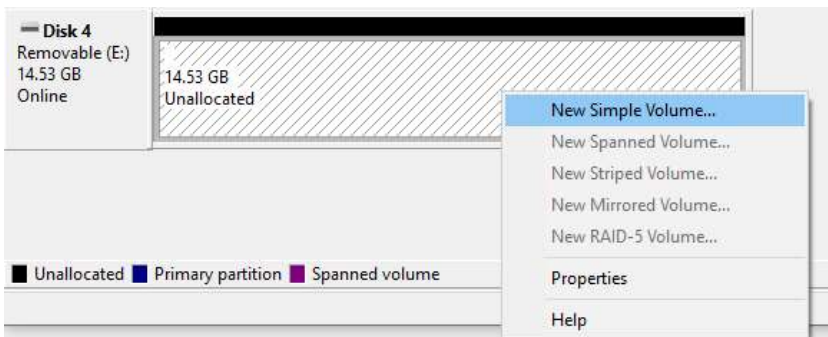 Disk 4
Removable (E:)
14.53 GB
Online
14.53 GB
Unallocated
New Simple Volume...
New Spanned Volume...
New Striped Volume...
New Mirrored Volume...
New RAID-5 Volume...
Properties
Help
Unallocated Primary partition Spanned volume